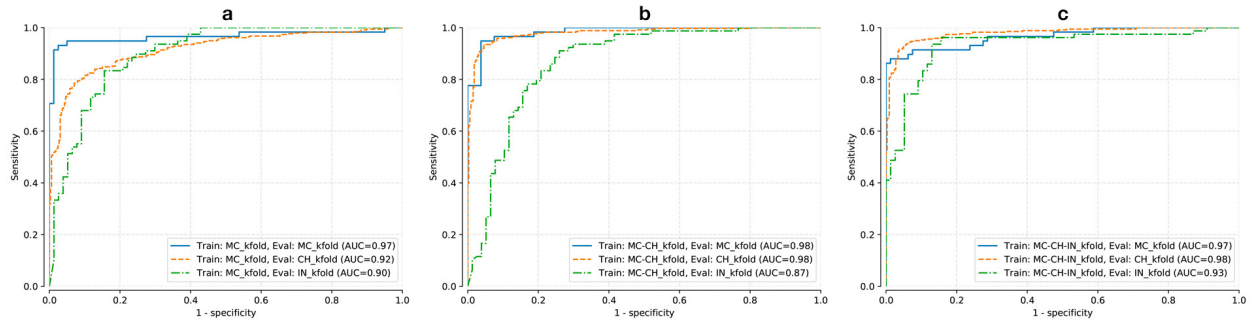 a
Sensitivity
1.0
0.8
0.6
0.4
0.2
0.0
Train: MC_kfold, Eval: MC_kfold (AUC=0.97)
Train: MC_kfold, Eval: CH_kfold (AUC=0.92)
Train: MC_kfold, Eval: IN_kfold (AUC=0.90)
0.0 0.2 0.4 0.6 0.8 1.0
1 - specificity
b
Sensitivity
1.0
0.8
0.6
0.4
0.2
0.0
Train: MC-CH_kfold, Eval: MC_kfold (AUC=0.98)
Train: MC-CH_kfold, Eval: CH_kfold (AUC=0.98)
Train: MC-CH_kfold, Eval: IN_kfold (AUC=0.87)
0.0 0.2 0.4 0.6 0.8 1.0
1 - specificity
c
Sensitivity
1.0
0.8
0.6
0.4
0.2
0.0
Train: MC-CH-IN_kfold, Eval: MC_kfold (AUC=0.97)
Train: MC-CH-IN_kfold, Eval: CH_kfold (AUC=0.98)
Train: MC-CH-IN_kfold, Eval: IN_kfold (AUC=0.93)
0.0 0.2 0.4 0.6 0.8 1.0
1 - specificity